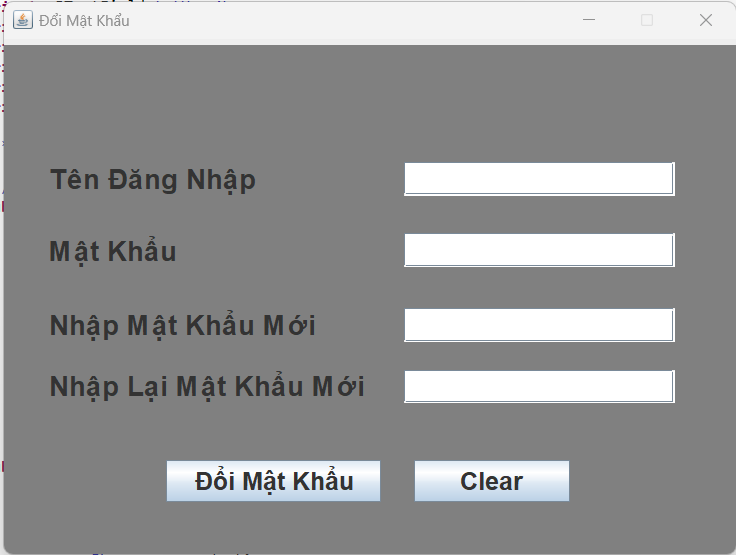 Đổi Mật Khẩu
Tên Đăng Nhập
Mật Khẩu
Nhập Mật Khẩu Mới
Nhập Lại Mật Khẩu Mới
Đổi Mật Khẩu Clear